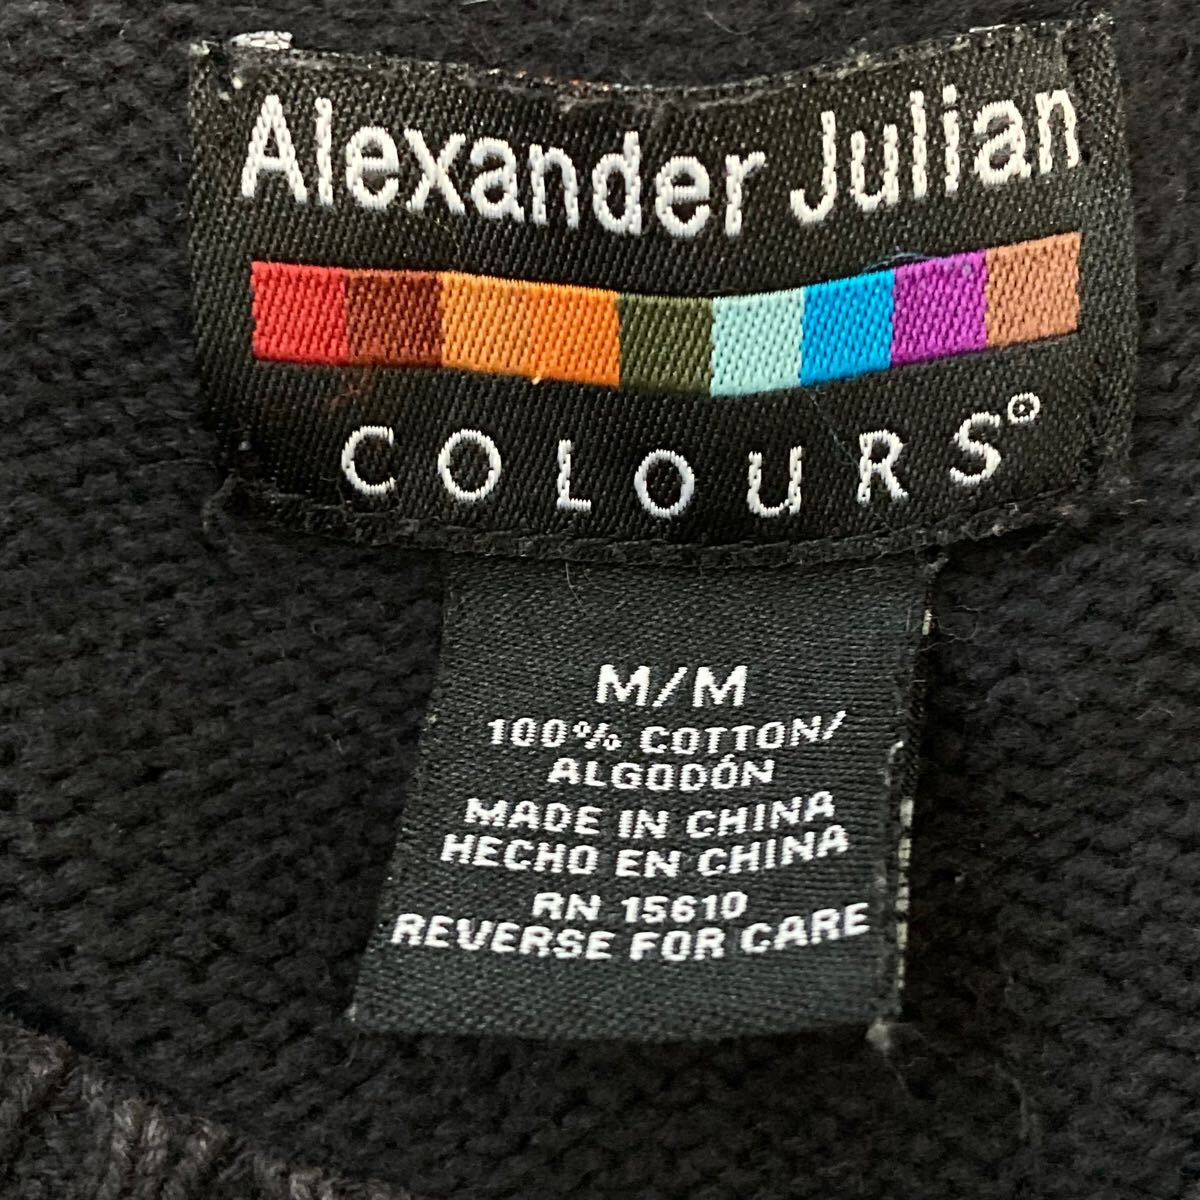 Alexander Julian
COLOURS®
M/M
100% COTTON/
ALGODÓN
MADE IN CHINA
HECHO EN CHINA
RN 15610
REVERSE FOR CARE